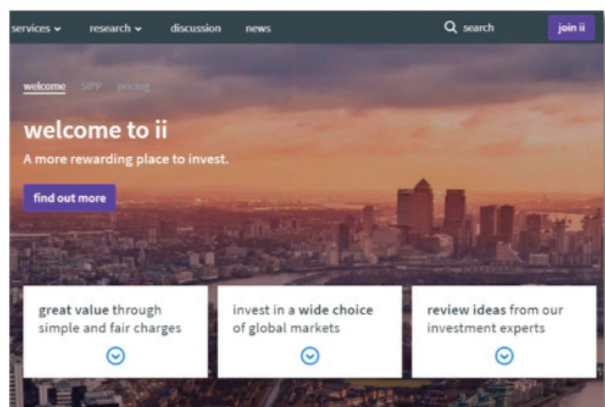 services research discussion news search join ii
welcome SIPP pricing
welcome to ii
A more rewarding place to invest.
find out more
great value through
simple and fair charges
invest in a wide choice
of global markets
review ideas from our
investment experts